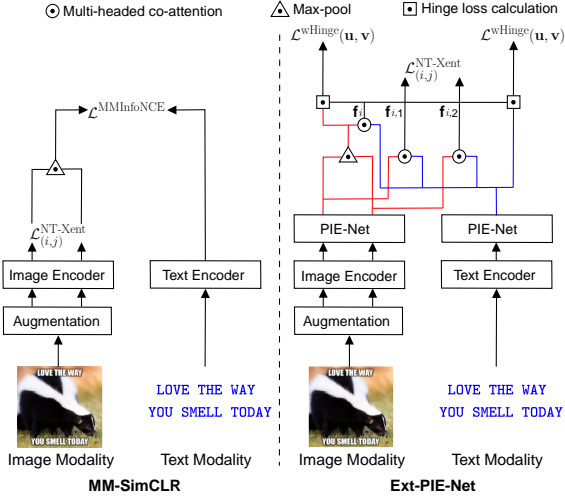 Multi-headed co-attention
Max-pool
Hinge loss calculation
ℒ^MMInfoNCE
ℒ^NT-Xent_(i,j)
Image Encoder
Text Encoder
Augmentation
LOVE THE WAY
YOU SMELL TODAY
LOVE THE WAY
YOU SMELL TODAY
Image Modality
Text Modality
MM-SimCLR
ℒ^wHinge(u, v)
ℒ^wHinge(u, v)
ℒ^NT-Xent_(i,j)
f_i
f_i,1
f_i,2
PIE-Net
PIE-Net
Image Encoder
Text Encoder
Augmentation
LOVE THE WAY
YOU SMELL TODAY
LOVE THE WAY
YOU SMELL TODAY
Image Modality
Text Modality
Ext-PIE-Net